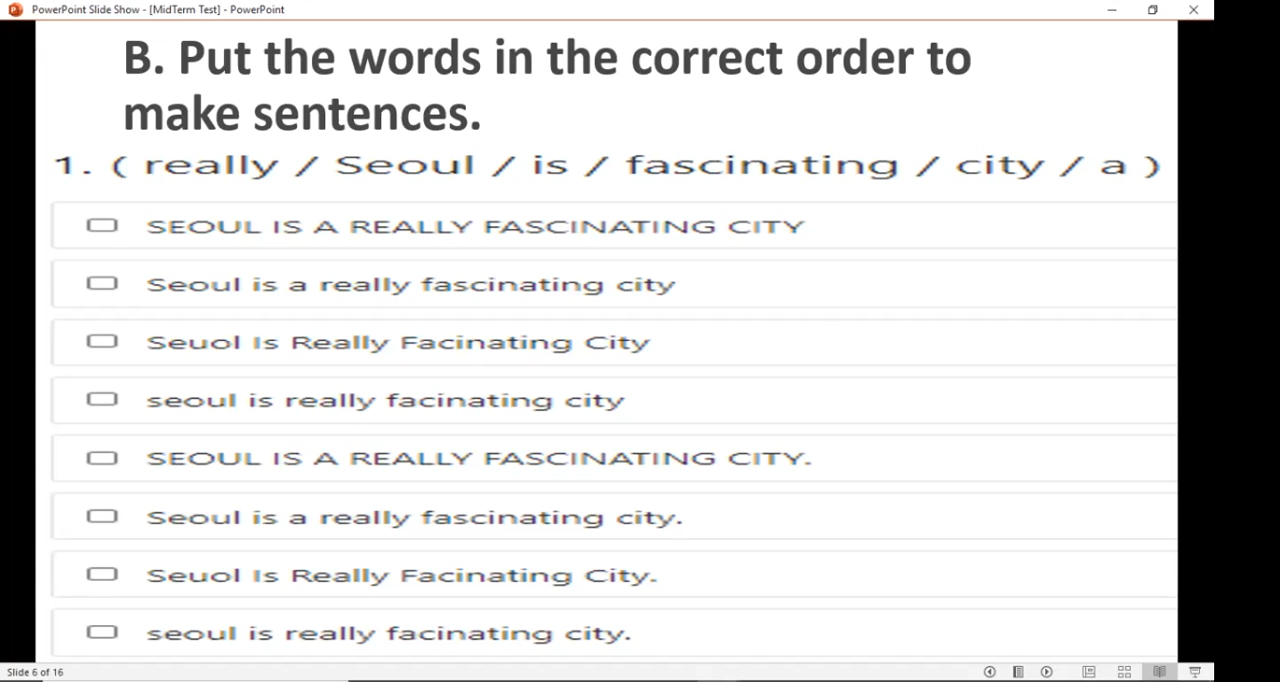 PowerPoint Slide Show - [MidTerm Test] - PowerPoint
B. Put the words in the correct order to
make sentences.
1. ( really / Seoul / is / fascinating / city / a )
SEOUL IS A REALLY FASCINATING CITY
Seoul is a really fascinating city
Seuol Is Really Facinating City
seoul is really facinating city
SEOUL IS A REALLY FASCINATING CITY.
Seoul is a really fascinating city.
Seuol Is Really Facinating City.
seoul is really facinating city.
Slide 6 of 16